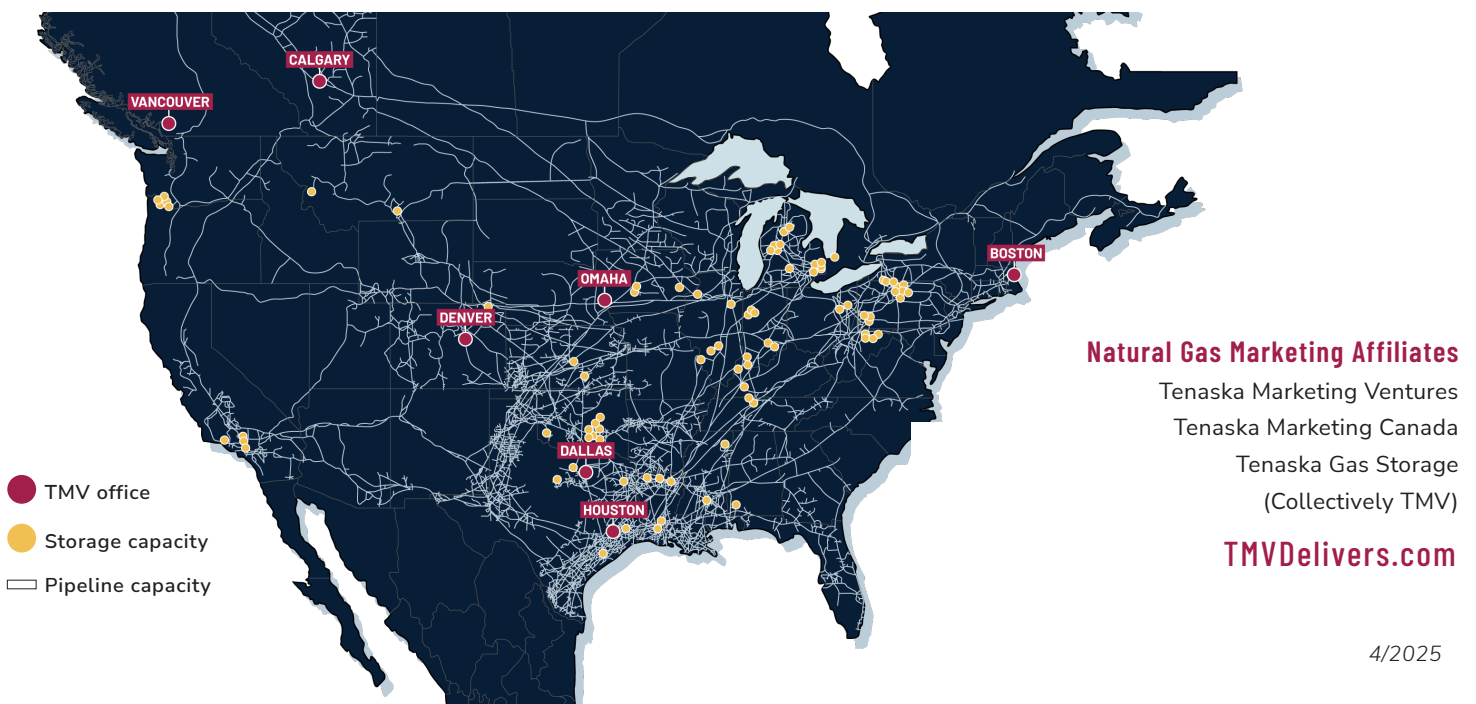 CALGARY
VANCOUVER
BOSTON
OMAHA
DENVER
DALLAS
HOUSTON
TMV office
Storage capacity
Pipeline capacity
Natural Gas Marketing Affiliates
Tenaska Marketing Ventures
Tenaska Marketing Canada
Tenaska Gas Storage
(Collectively TMV)
TMVDelivers.com
4/2025